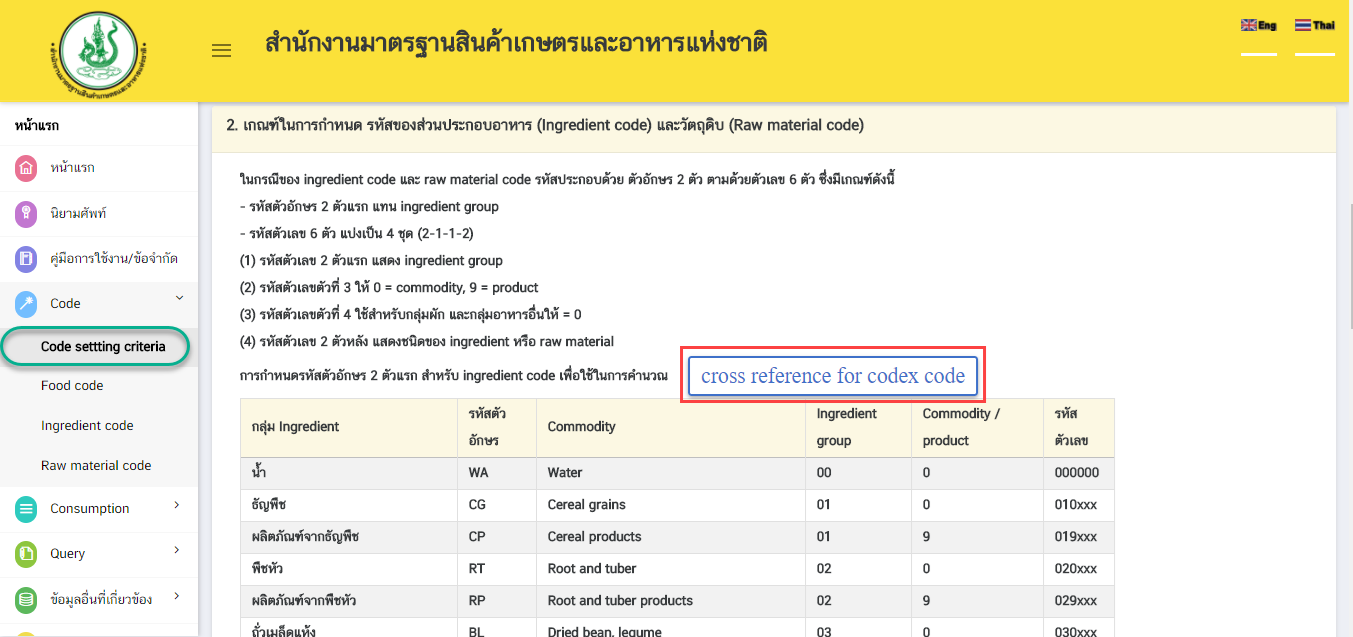 Eng
Thai
สำนักงานมาตรฐานสินค้าเกษตรและอาหารแห่งชาติ
หน้าแรก
หน้าแรก
นิยามศัพท์
คู่มือการใช้งาน/ข้อจำกัด
Code
Code settting criteria
Food code
Ingredient code
Raw material code
Consumption
Query
ข้อมูลอื่นที่เกี่ยวข้อง
2. เกณฑ์ในการกำหนด รหัสของส่วนประกอบอาหาร (Ingredient code) และวัตถุดิบ (Raw material code)
ในกรณีของ ingredient code และ raw material code รหัสประกอบด้วย ตัวอักษร 2 ตัว ตามด้วยตัวเลข 6 ตัว ซึ่งมีเกณฑ์ดังนี้
- รหัสตัวอักษร 2 ตัวแรก แทน ingredient group
- รหัสตัวเลข 6 ตัว แบ่งเป็น 4 ชุด (2-1-1-2)
(1) รหัสตัวเลข 2 ตัวแรก แสดง ingredient group
(2) รหัสตัวเลขตัวที่ 3 ให้ 0 = commodity, 9 = product
(3) รหัสตัวเลขตัวที่ 4 ใช้สำหรับกลุ่มผัก และกลุ่มอาหารอื่นให้ = 0
(4) รหัสตัวเลข 2 ตัวหลัง แสดงชนิดของ ingredient หรือ raw material
การกำหนดรหัสตัวอักษร 2 ตัวแรก สำหรับ ingredient code เพื่อใช้ในการคำนวณ cross reference for codex code
กลุ่ม Ingredient รหัสตัวอักษร Commodity Ingredient group Commodity / product รหัสตัวเลข
น้ำ WA Water 00 0 000000
ธัญพืช CG Cereal grains 01 0 010xxx
ผลิตภัณฑ์จากธัญพืช CP Cereal products 01 9 019xxx
พืชหัว RT Root and tuber 02 0 020xxx
ผลิตภัณฑ์จากพืชหัว RP Root and tuber products 02 9 029xxx
ถั่วเมล็ดแห้ง BL Dried bean, legume 03 0 030xxx